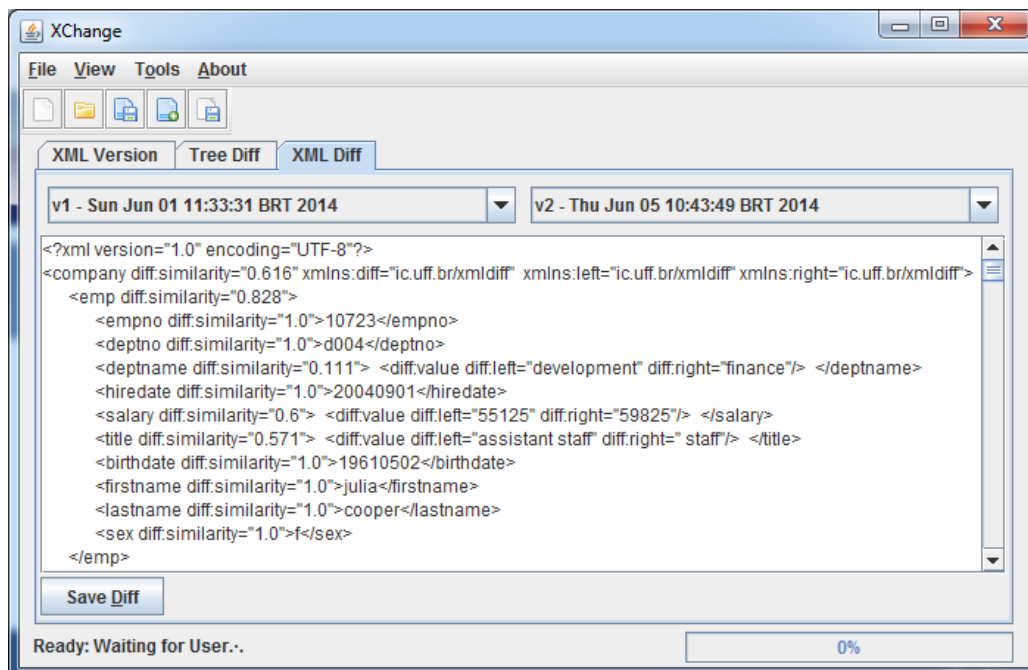 XChange
File View Tools About
XML Version Tree Diff XML Diff
v1 - Sun Jun 01 11:33:31 BRT 2014 v2 - Thu Jun 05 10:43:49 BRT 2014
<?xml version="1.0" encoding="UTF-8"?>
<company diff:similarity="0.616" xmlns:diff="ic.uff.br/xmldiff" xmlns:left="ic.uff.br/xmldiff" xmlns:right="ic.uff.br/xmldiff">
<emp diff:similarity="0.828">
<empno diff:similarity="1.0">10723</empno>
<deptno diff:similarity="1.0">d004</deptno>
<deptname diff:similarity="0.111"> <diff:value diff:left="development" diff:right="finance"/> </deptname>
<hiredate diff:similarity="1.0">20040901</hiredate>
<salary diff:similarity="0.6"> <diff:value diff:left="55125" diff:right="59825"/> </salary>
<title diff:similarity="0.571"> <diff:value diff:left="assistant staff" diff:right=" staff"/> </title>
<birthdate diff:similarity="1.0">19610502</birthdate>
<firstname diff:similarity="1.0">julia</firstname>
<lastname diff:similarity="1.0">cooper</lastname>
<sex diff:similarity="1.0">f</sex>
</emp>
Save Diff
Ready: Waiting for User.·. 0%